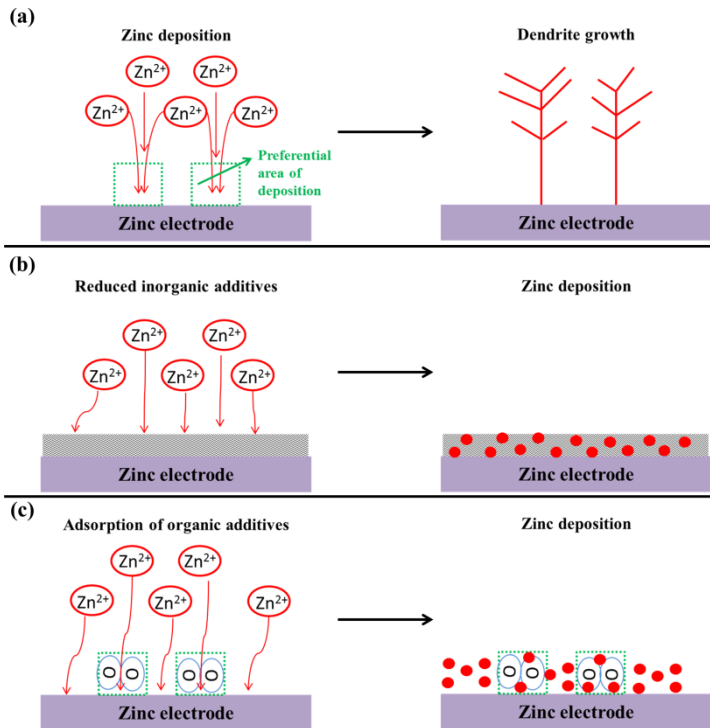 (a)
Zinc deposition
Dendrite growth
Zn2+ Zn2+
Zn2+ Zn2+ Zn2+
Preferential
area of
deposition
Zinc electrode
Zinc electrode
(b)
Reduced inorganic additives
Zinc deposition
Zn2+ Zn2+
Zn2+ Zn2+ Zn2+
Zinc electrode
Zinc electrode
(c)
Adsorption of organic additives
Zinc deposition
Zn2+ Zn2+
Zn2+ Zn2+ Zn2+
O O O O
O O O O
Zinc electrode
Zinc electrode